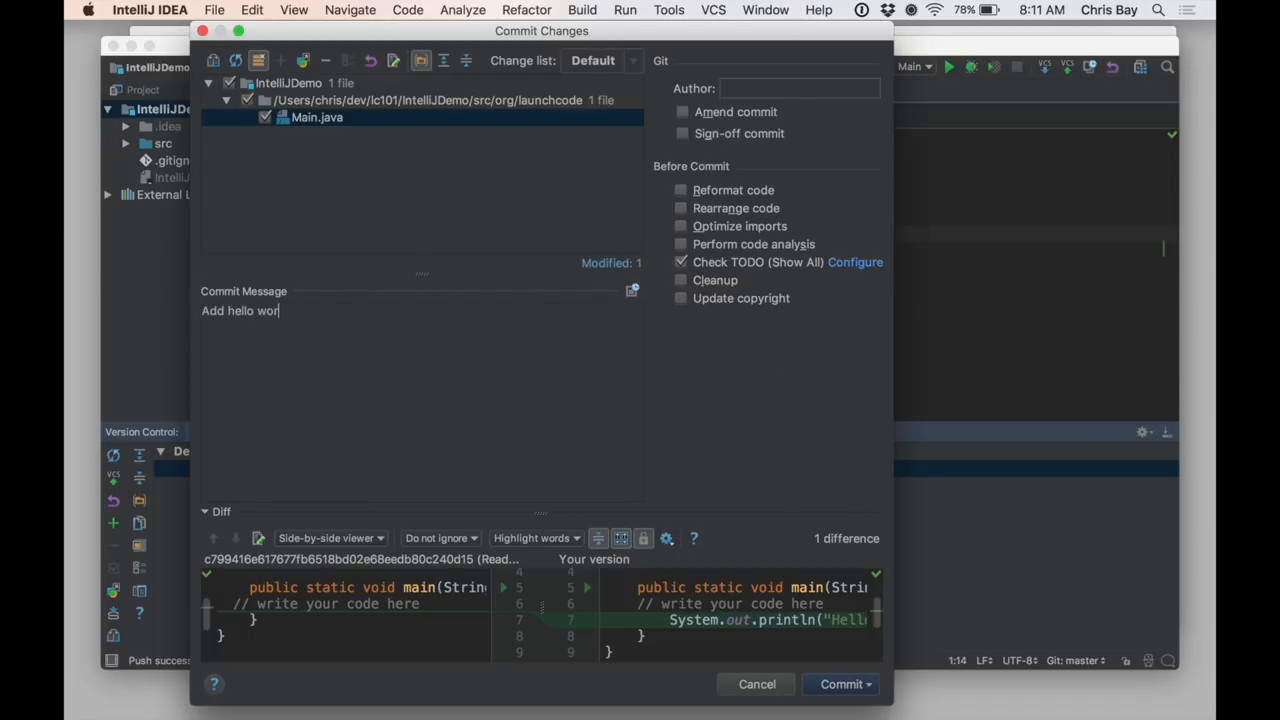 IntelliJ IDEA File Edit View Navigate Code Analyze Refactor Build Run Tools VCS Window Help 78% 8:11 AM Chris Bay
Commit Changes
IntelliJDemo
Main
Change list: Default
Git
Project
IntelliJDemo 1 file
Author:
IntelliJD
/Users/chris/dev/lc101/IntelliJDemo/src/org/launchcode 1 file
Amend commit
.idea
Main.java
Sign-off commit
src
.gitign
Before Commit
IntelliJ
Reformat code
External L
Rearrange code
Optimize imports
Perform code analysis
Modified: 1
Check TODO (Show All) Configure
Cleanup
Commit Message
Update copyright
Add hello wor
Version Control:
De
VCS
Diff
Side-by-side viewer
Do not ignore
Highlight words
?
1 difference
c799416e617677fb6518bd02e68eedb80c240d15 (Read...
Your version
4 4
public static void main(String 5 5 public static void main(Strin
// write your code here 6 6 // write your code here
} 7 7 System.out.println("Hello
} 8 8 }
9 9 }
Push success
1:14 LF UTF-8 Git: master
? Cancel Commit